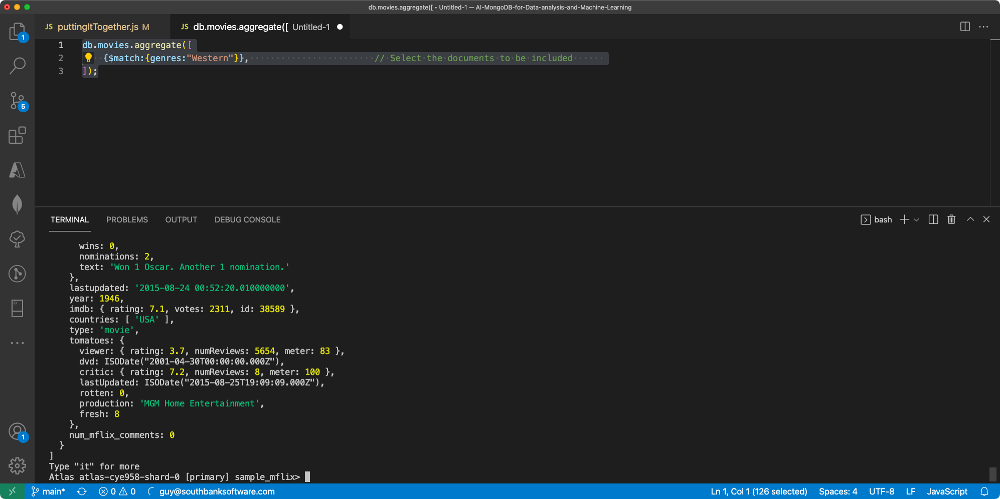 db.movies.aggregate([ • Untitled-1 — AI-MongoDB-for-Data-analysis-and-Machine-Learning
JS puttingItTogether.js M
JS db.movies.aggregate([ Untitled-1
1 db.movies.aggregate([
2 {$match:{genres:"Western"}}, // Select the documents to be included
3 ]);
1
5
TERMINAL PROBLEMS OUTPUT DEBUG CONSOLE bash
wins: 0,
nominations: 2,
text: 'Won 1 Oscar. Another 1 nomination.'
},
lastupdated: '2015-08-24 00:52:20.010000000',
year: 1946,
imdb: { rating: 7.1, votes: 2311, id: 38589 },
countries: [ 'USA' ],
type: 'movie',
tomatoes: {
viewer: { rating: 3.7, numReviews: 5654, meter: 83 },
dvd: ISODate("2001-04-30T00:00:00.000Z"),
critic: { rating: 7.2, numReviews: 8, meter: 100 },
lastUpdated: ISODate("2015-08-25T19:09:09.000Z"),
rotten: 0,
production: 'MGM Home Entertainment',
fresh: 8
},
num_mflix_comments: 0
}
]
Type "it" for more
Atlas atlas-cye958-shard-0 [primary] sample_mflix>
1
main* 0 0 guy@southbanksoftware.com Ln 1, Col 1 (126 selected) Spaces: 4 UTF-8 LF JavaScript